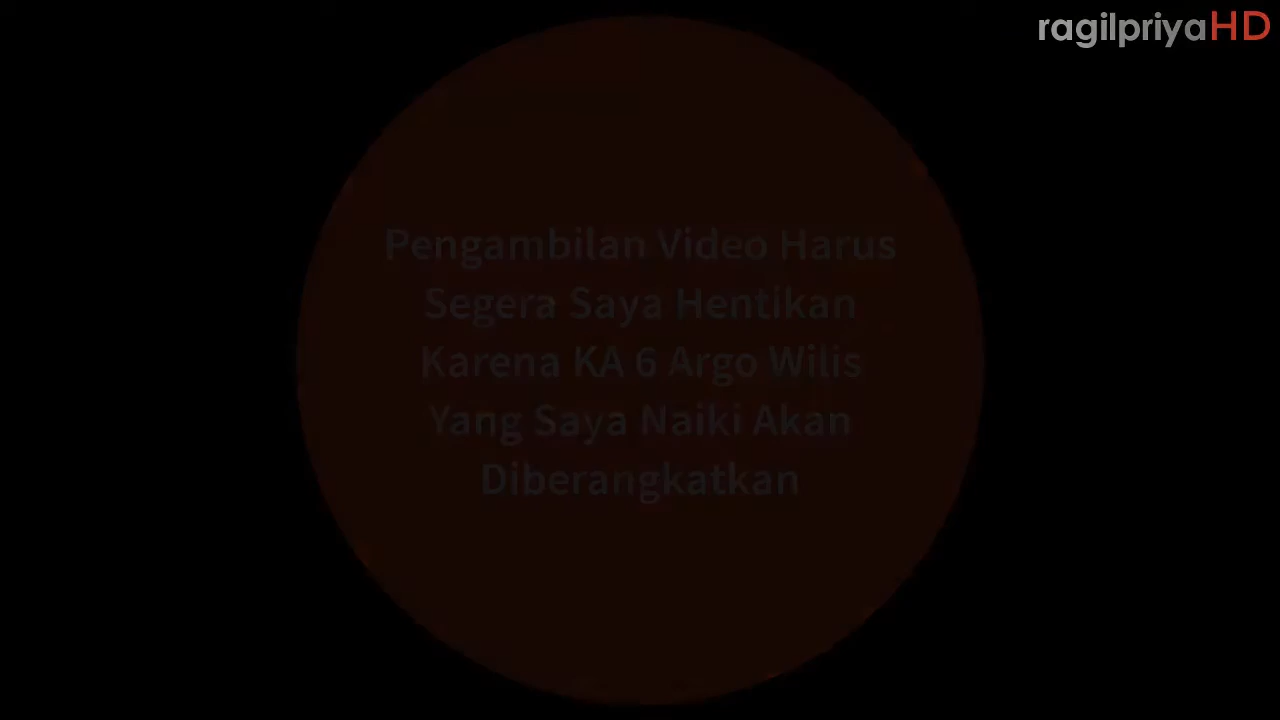 ragilpriyaHD
Pengambilan Video Harus
Segera Saya Hentikan
Karena KA 6 Argo Wilis
Yang Saya Naiki Akan
Diberangkatkan